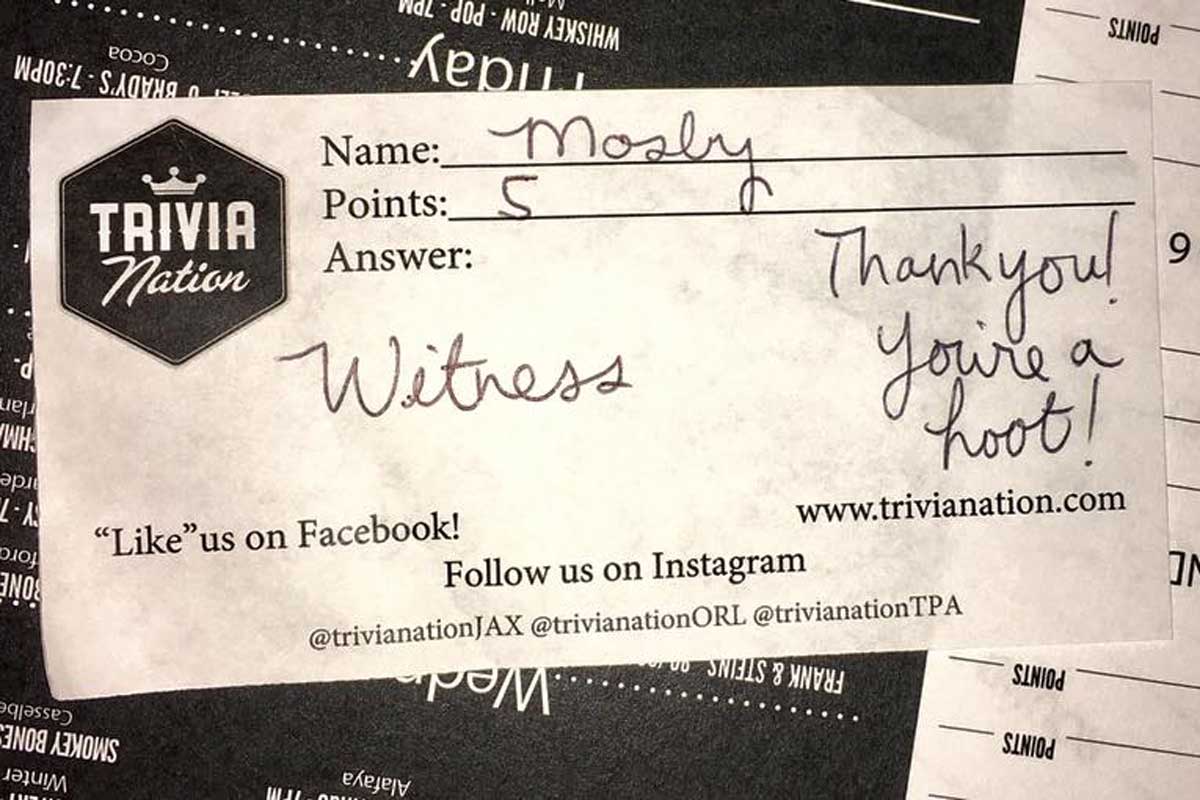 WHISKEY ROW - POP - 7PM
Friday
BRADY'S - 7:30PM
Cocoa
POINTS
TRIVIA
Nation
Name: Mosby
Points: 5
Answer:
Witness
Thank you!
You're a
hoot!
9
"Like" us on Facebook!
www.trivianation.com
Follow us on Instagram
@trivianationJAX @trivianationORL @trivianationTPA
FRANK & STEINS
POINTS
POINTS
SMOKEY BONES
Winter
Alafaya